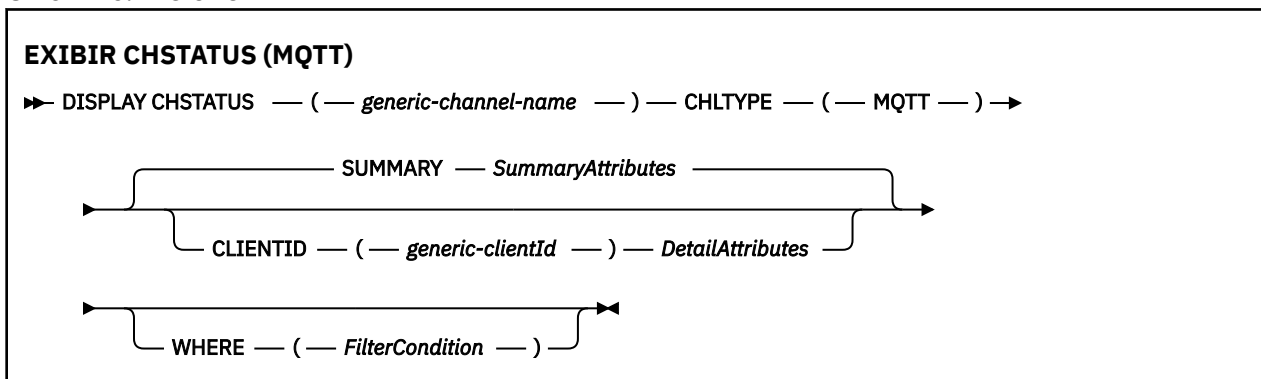 EXIBIR CHSTATUS (MQTT)
DISPLAY CHSTATUS ( generic-channel-name ) CHLTYPE ( MQTT )
SUMMARY SummaryAttributes
CLIENTID ( generic-clientId ) DetailAttributes
WHERE ( FilterCondition )